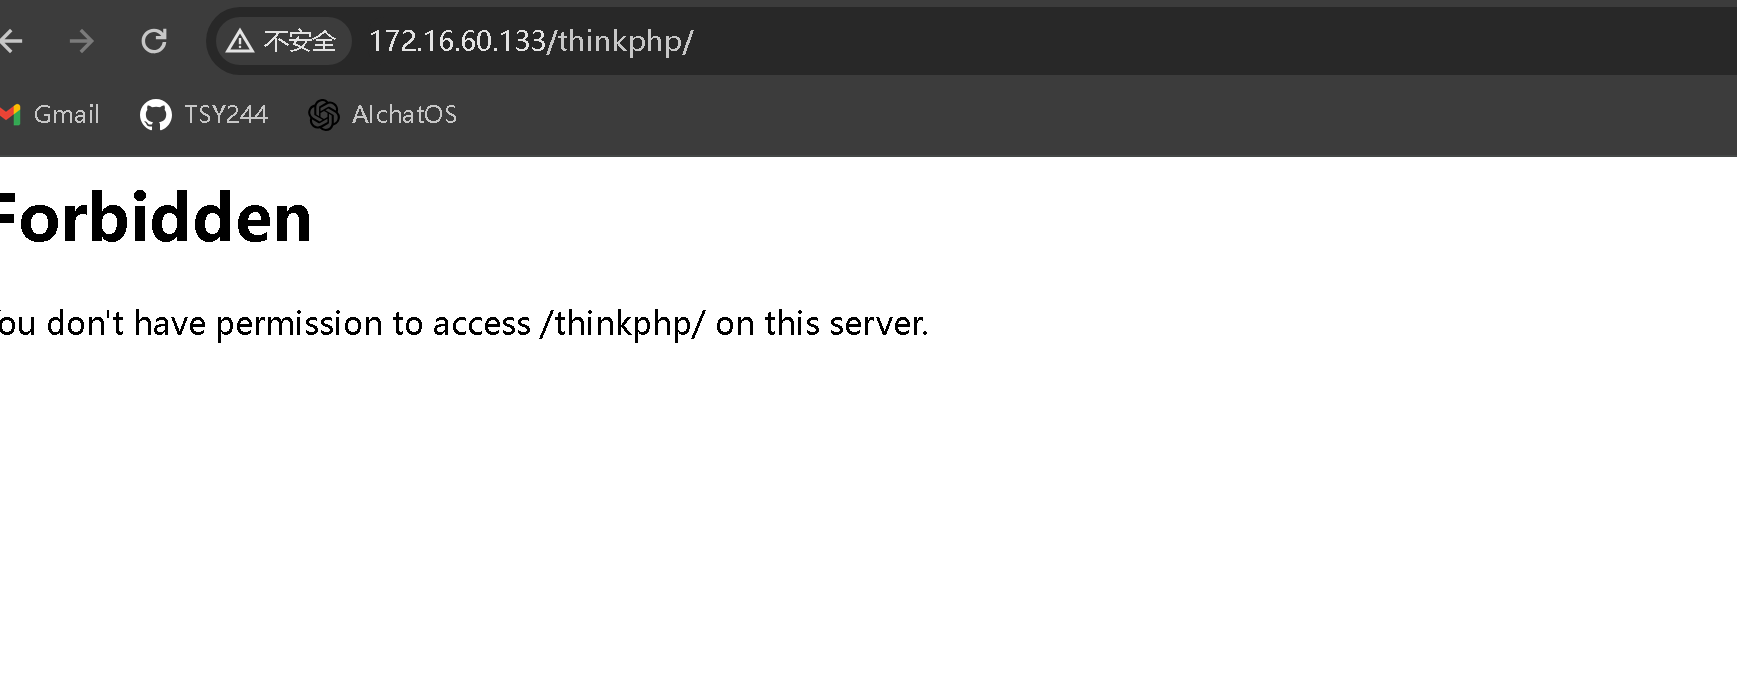 不安全 172.16.60.133/thinkphp/
Gmail TSY244 AIchatOS
Forbidden
You don't have permission to access /thinkphp/ on this server.